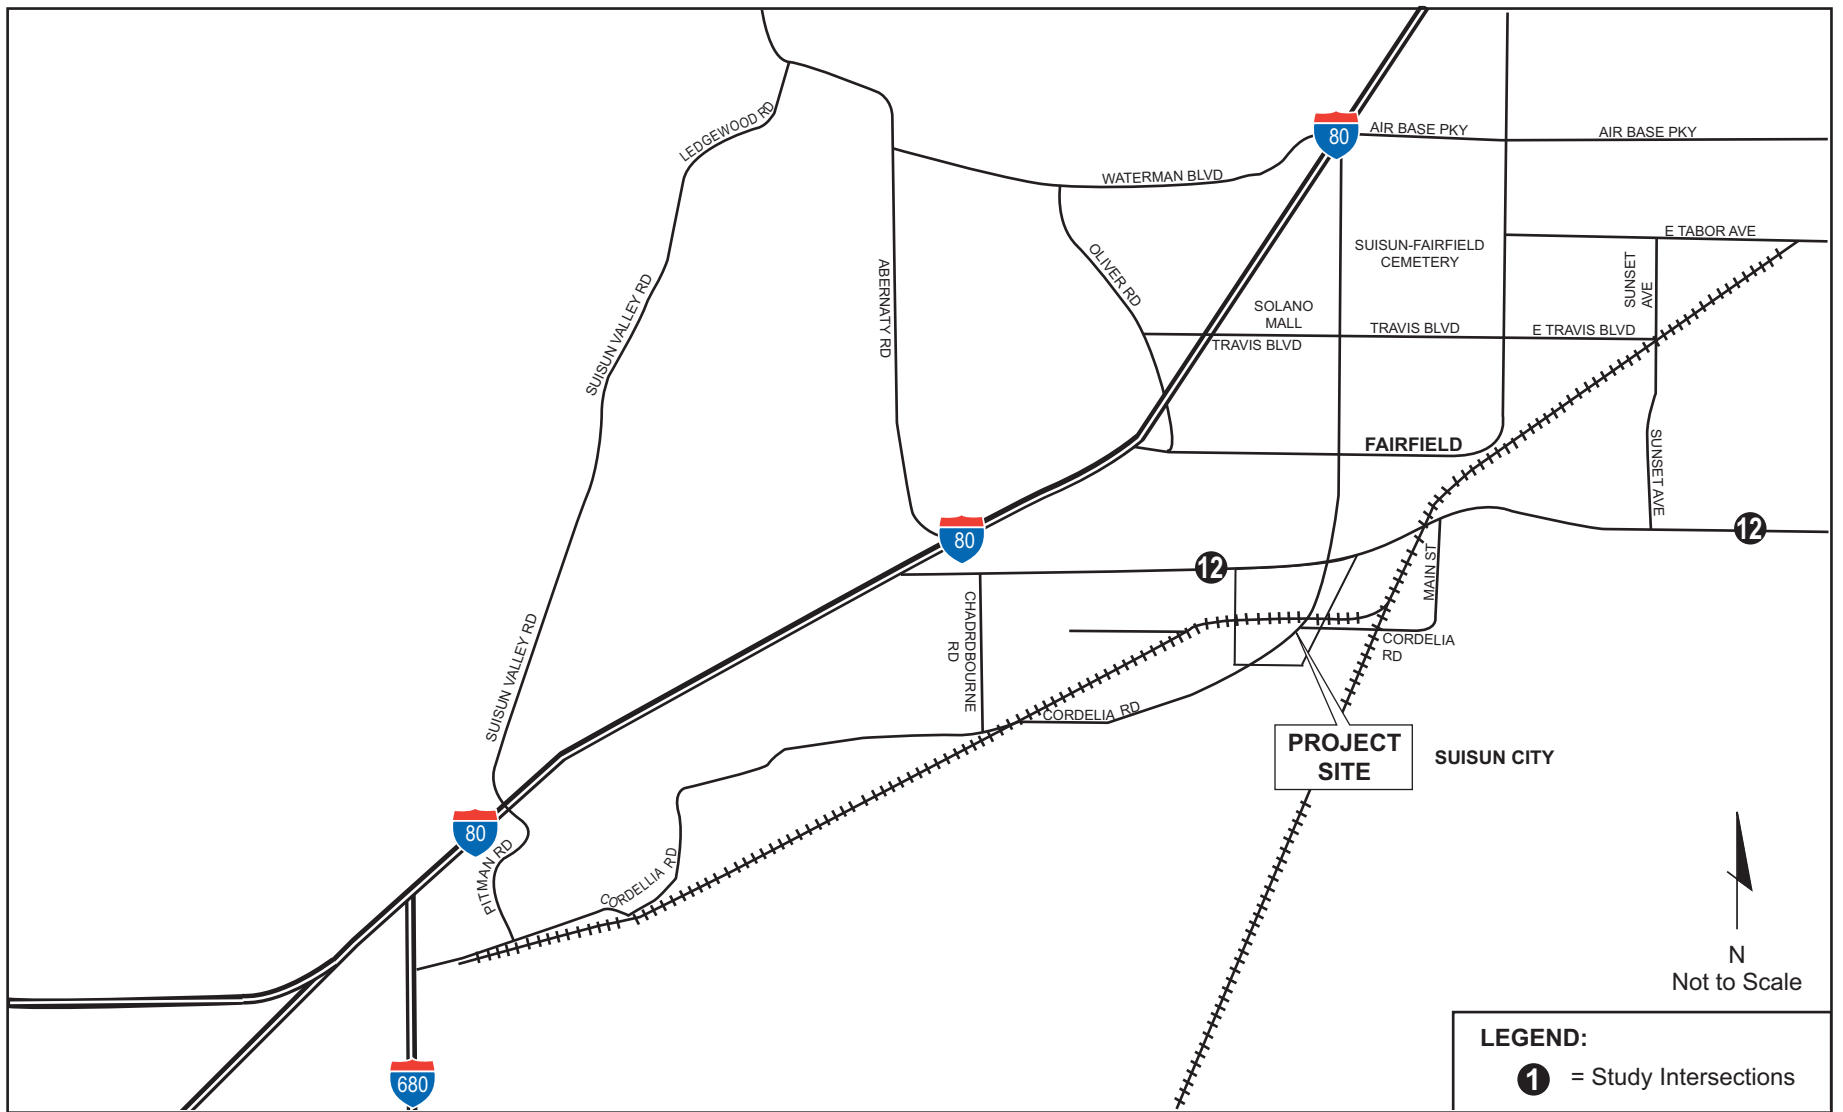 LEDGEWOOD RD
80
AIR BASE PKY
AIR BASE PKY
WATERMAN BLVD
E TABOR AVE
SUISUN-FAIRFIELD
CEMETERY
OLIVER RD
ABERNATY RD
SUNSET
AVE
SUISUN VALLEY RD
SOLANO
MALL
TRAVIS BLVD
E TRAVIS BLVD
TRAVIS BLVD
FAIRFIELD
SUNSET AVE
80
12
12
MAIN ST
CHADRDBOURNE
RD
CORDELIA
RD
SUISUN VALLEY RD
CORDELIA RD
PROJECT
SITE
SUISUN CITY
80
PITMAN RD
CORDELLIA RD
N
Not to Scale
680
LEGEND:
1 = Study Intersections